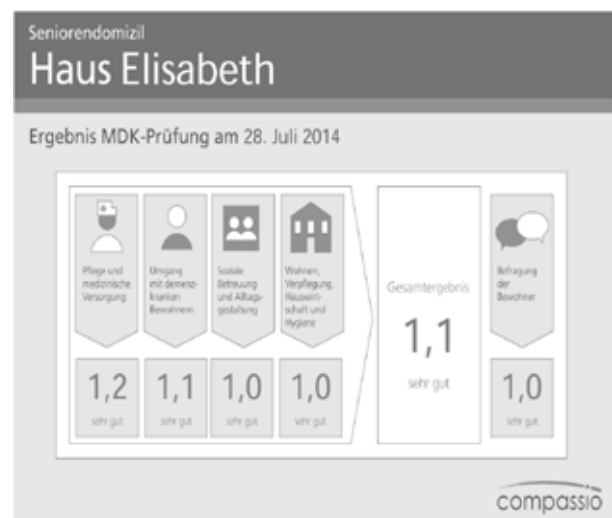 Seniorendomizil
Haus Elisabeth
Ergebnis MDK-Prüfung am 28. Juli 2014
Pflege und
medizinische
Versorgung
Umgang
mit demenz-
kranken
Bewohnern
Soziale
Betreuung
und Alltags-
gestaltung
Wohnen,
Verpflegung,
Hauswirt-
schaft und
Hygiene
Gesamtergebnis
1,1
sehr gut
Befragung
der
Bewohner
1,2
sehr gut
1,1
sehr gut
1,0
sehr gut
1,0
sehr gut
1,0
sehr gut
compassio